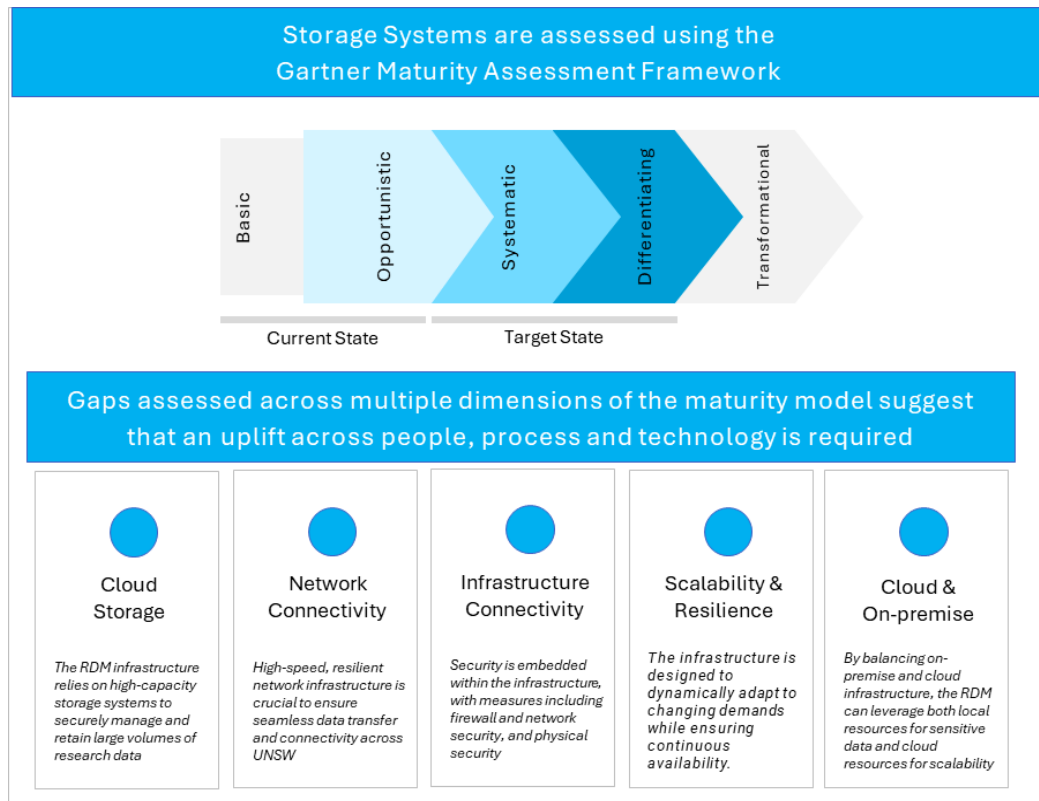 Storage Systems are assessed using the
Gartner Maturity Assessment Framework
Basic
Opportunistic
Systematic
Differentiating
Transformational
Current State
Target State
Gaps assessed across multiple dimensions of the maturity model suggest
that an uplift across people, process and technology is required
Cloud
Storage
The RDM infrastructure
relies on high-capacity
storage systems to
securely manage and
retain large volumes of
research data
Network
Connectivity
High-speed, resilient
network infrastructure is
crucial to ensure
seamless data transfer
and connectivity across
UNSW
Infrastructure
Connectivity
Security is embedded
within the infrastructure,
with measures including
firewall and network
security, and physical
security
Scalability &
Resilience
The infrastructure is
designed to
dynamically adapt to
changing demands
while ensuring
continuous
availability.
Cloud &
On-premise
By balancing on-
premise and cloud
infrastructure, the RDM
can leverage both local
resources for sensitive
data and cloud
resources for scalability